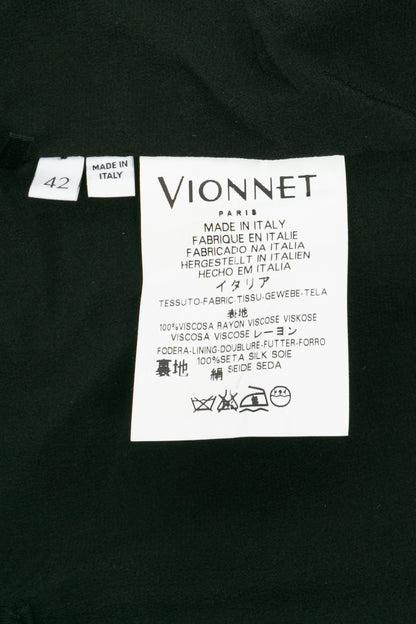 42
MADE IN
ITALY
VIONNET
PARIS
MADE IN ITALY
FABRIQUE EN ITALIE
FABRICADO NA ITALIA
HERGESTELLT IN ITALIEN
HECHO EM ITALIA
イタリア
TESSUTO-FABRIC-TISSU-GEWEBE-TELA
表地
100%VISCOSA RAYON VISCOSE VISKOSE
VISCOSA VISCOSE レーヨン
FODERA-LINING-DOUBLURE-FUTTER-FORRO
裏地 100%SETA SILK SOIE
絹 SEIDE SEDA
ドライ